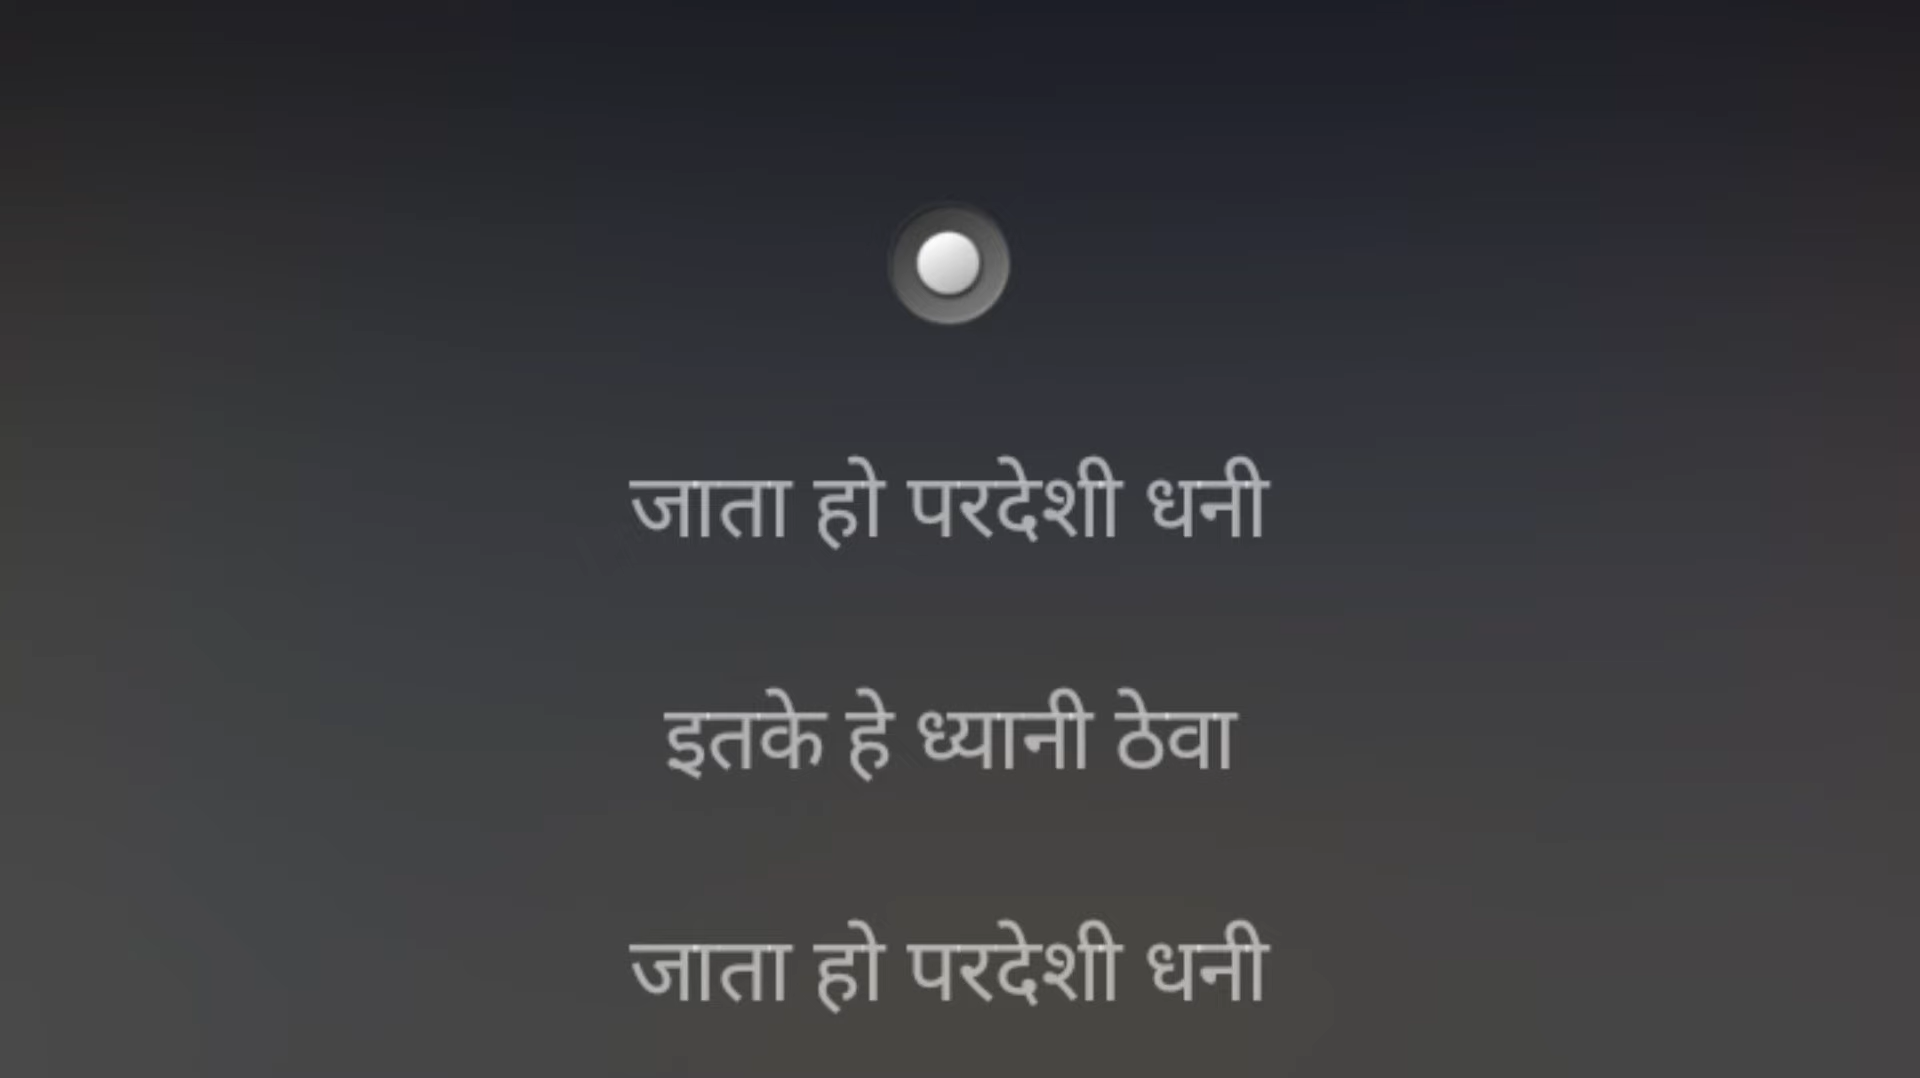 जाता हो परदेशी धनी
इतके हे ध्यानी ठेवा
जाता हो परदेशी धनी